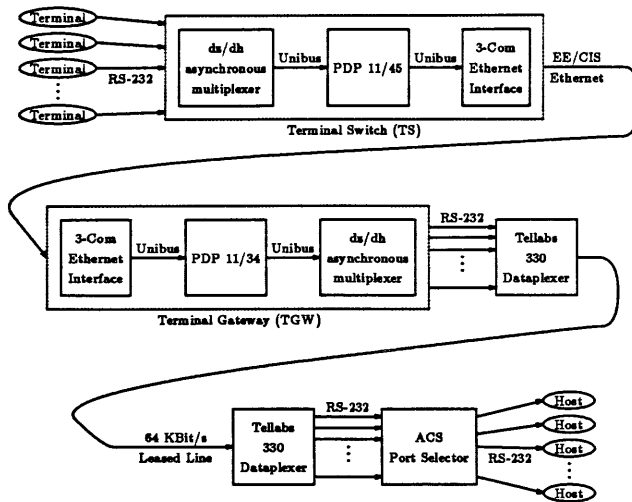 Terminal
Terminal
Terminal
Terminal
RS-232
dz/dh
asynchronous
multiplexer
Unibus
PDP 11/45
Unibus
3-Com
Ethernet
Interface
EE/CIS
Ethernet
Terminal Switch (TS)
3-Com
Ethernet
Interface
Unibus
PDP 11/34
Unibus
dz/dh
asynchronous
multiplexer
RS-232
Tellabs
330
Dataplexer
Terminal Gateway (TGW)
64 KBit/s
Leased Line
Tellabs
330
Dataplexer
RS-232
ACS
Port Selector
RS-232
Host
Host
Host
Host